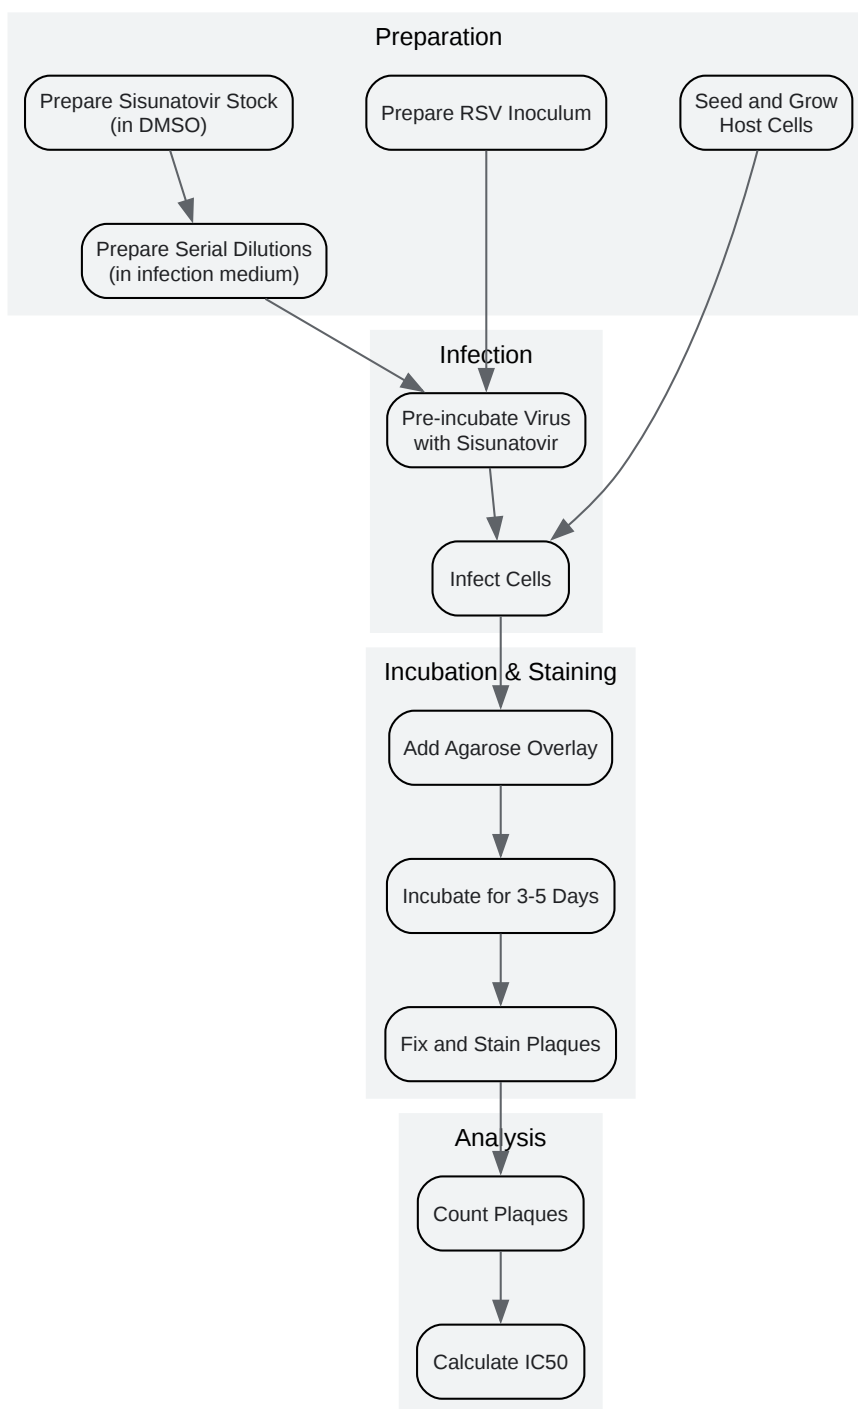 Preparation
Prepare Sisunatovir Stock
(in DMSO)
Prepare RSV Inoculum
Seed and Grow
Host Cells
Prepare Serial Dilutions
(in infection medium)
Infection
Pre-incubate Virus
with Sisunatovir
Infect Cells
Incubation & Staining
Add Agarose Overlay
Incubate for 3-5 Days
Fix and Stain Plaques
Analysis
Count Plaques
Calculate IC50